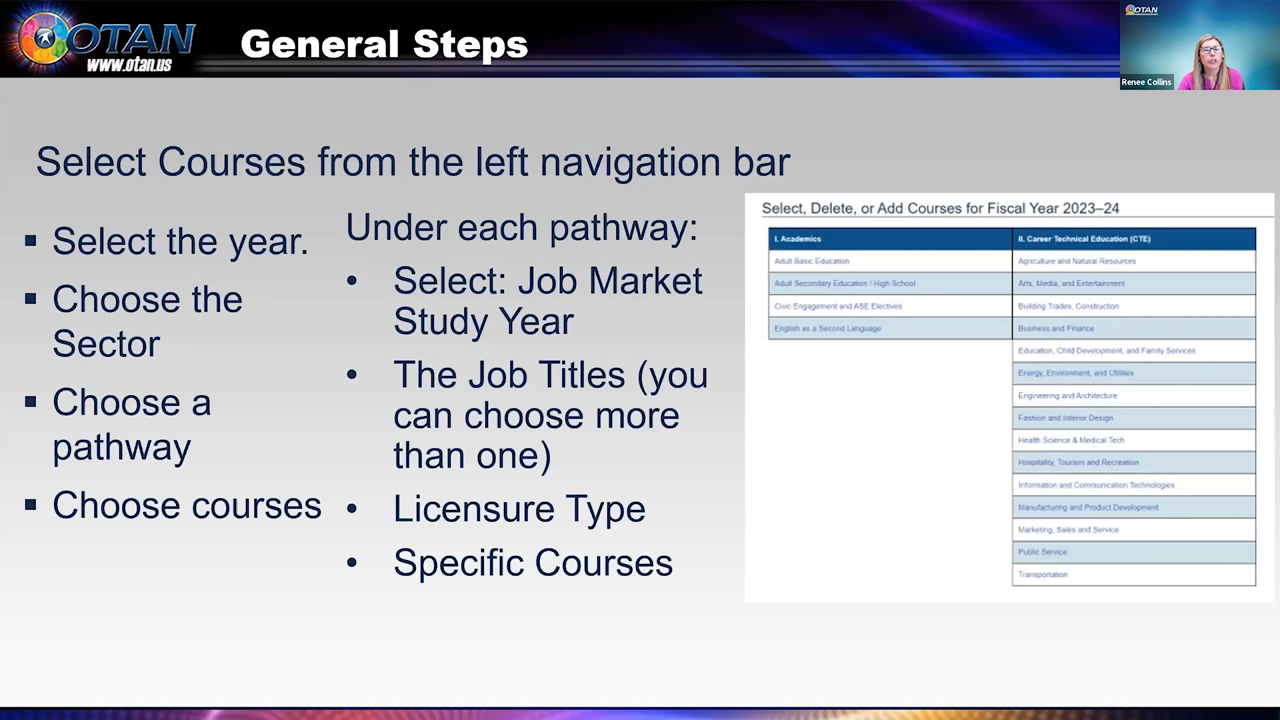 OTAN
www.otan.us
General Steps
OTAN
Renee Collins
Select Courses from the left navigation bar
Select the year.
Choose the
Sector
Choose a
pathway
Choose courses
Under each pathway:
Select: Job Market
Study Year
The Job Titles (you
can choose more
than one)
Licensure Type
Specific Courses
Select, Delete, or Add Courses for Fiscal Year 2023–24
I. Academics
Adult Basic Education
Adult Secondary Education / High School
Civic Engagement and ASE Electives
English as a Second Language
II. Career Technical Education (CTE)
Agriculture and Natural Resources
Arts, Media, and Entertainment
Building Trades, Construction
Business and Finance
Education, Child Development, and Family Services
Energy, Environment, and Utilities
Engineering and Architecture
Fashion and Interior Design
Health Science & Medical Tech
Hospitality, Tourism and Recreation
Information and Communication Technologies
Manufacturing and Product Development
Marketing, Sales and Service
Public Service
Transportation